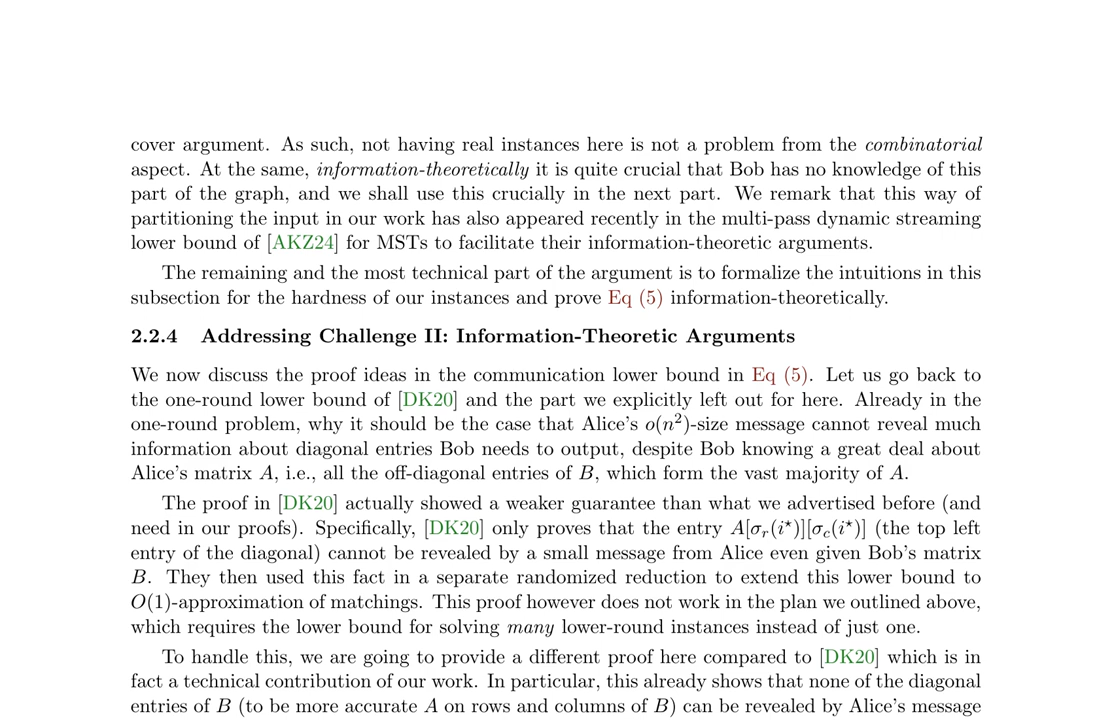 cover argument. As such, not having real instances here is not a problem from the combinatorial
aspect. At the same, information-theoretically it is quite crucial that Bob has no knowledge of this
part of the graph, and we shall use this crucially in the next part. We remark that this way of
partitioning the input in our work has also appeared recently in the multi-pass dynamic streaming
lower bound of [AKZ24] for MSTs to facilitate their information-theoretic arguments.
The remaining and the most technical part of the argument is to formalize the intuitions in this
subsection for the hardness of our instances and prove Eq (5) information-theoretically.
2.2.4 Addressing Challenge II: Information-Theoretic Arguments
We now discuss the proof ideas in the communication lower bound in Eq (5). Let us go back to
the one-round lower bound of [DK20] and the part we explicitly left out for here. Already in the
one-round problem, why it should be the case that Alice's o(n²)-size message cannot reveal much
information about diagonal entries Bob needs to output, despite Bob knowing a great deal about
Alice's matrix A, i.e., all the off-diagonal entries of B, which form the vast majority of A.
The proof in [DK20] actually showed a weaker guarantee than what we advertised before (and
need in our proofs). Specifically, [DK20] only proves that the entry A[σ_r(i⋆)][σ_c(i⋆)] (the top left
entry of the diagonal) cannot be revealed by a small message from Alice even given Bob's matrix
B. They then used this fact in a separate randomized reduction to extend this lower bound to
O(1)-approximation of matchings. This proof however does not work in the plan we outlined above,
which requires the lower bound for solving many lower-round instances instead of just one.
To handle this, we are going to provide a different proof here compared to [DK20] which is in
fact a technical contribution of our work. In particular, this already shows that none of the diagonal
entries of B (to be more accurate A on rows and columns of B) can be revealed by Alice's message